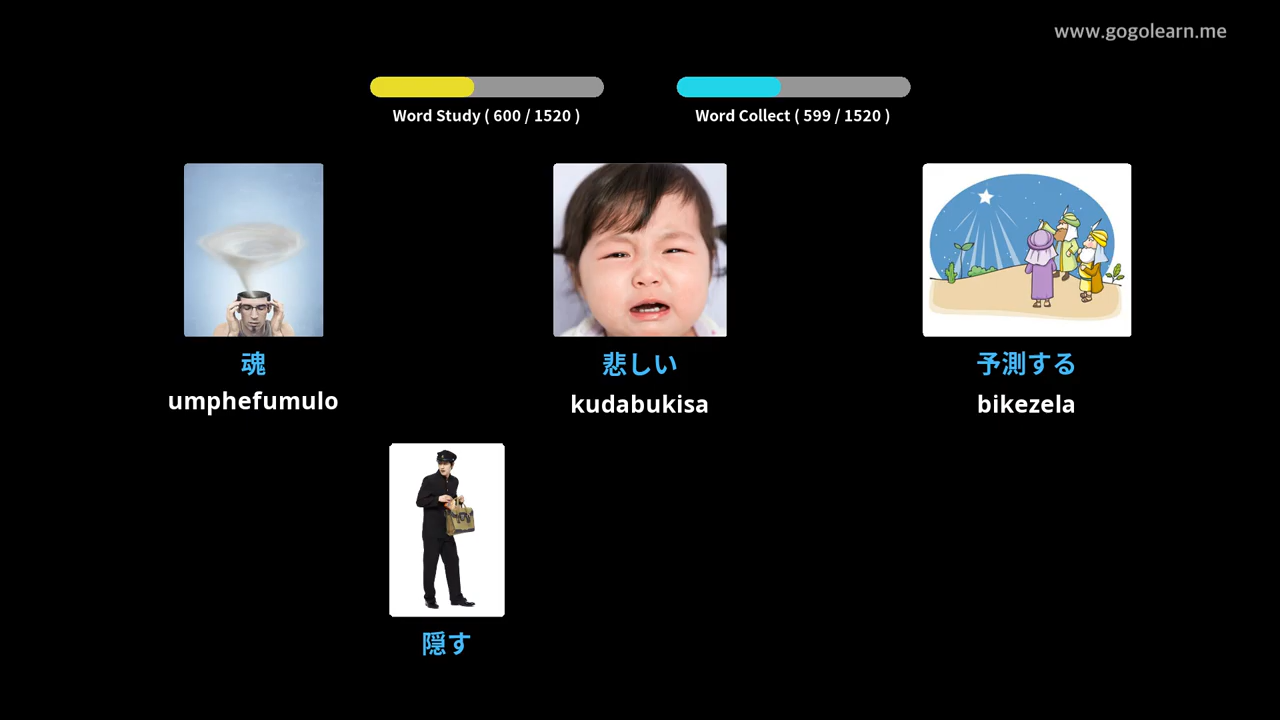 www.gogolearn.me
Word Study ( 600 / 1520 )
Word Collect ( 599 / 1520 )
魂
umphefumulo
悲しい
kudabukisa
予測する
bikezela
隠す